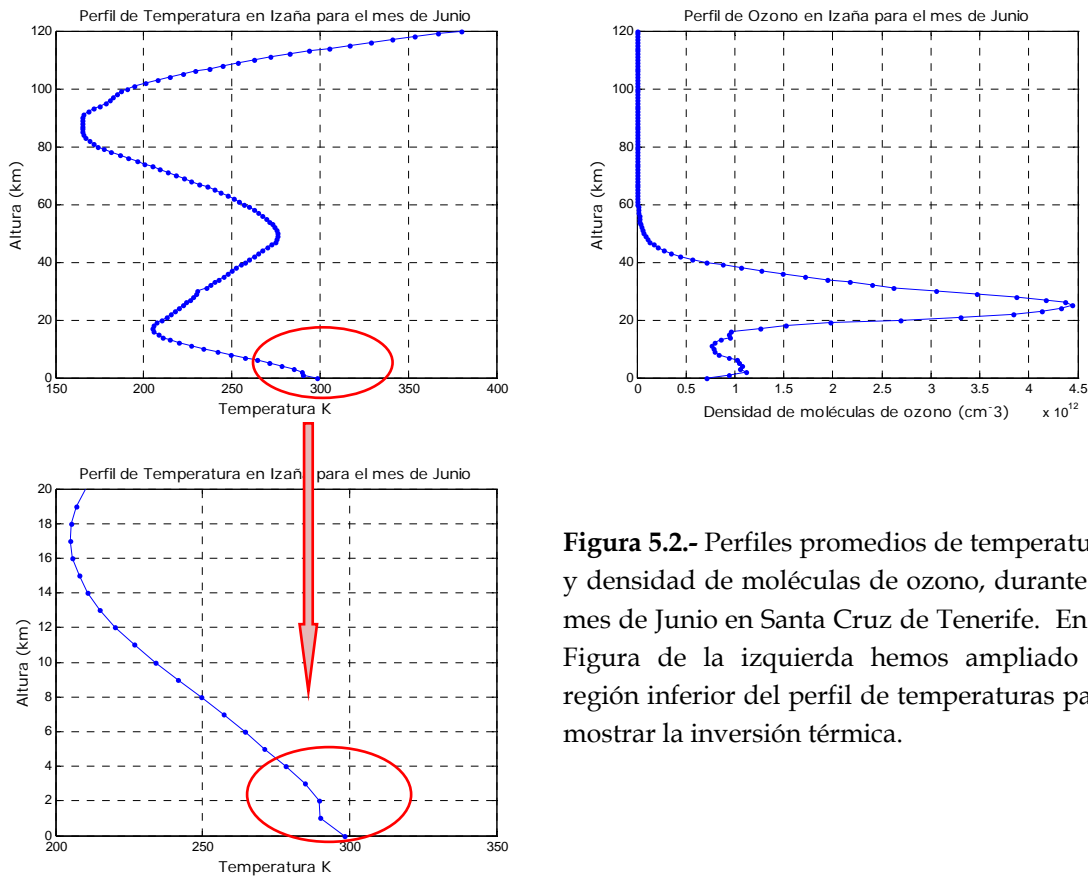 Perfil de Temperatura en Izaña para el mes de Junio
120
100
80
60
40
20
0
Altura (km)
150 200 250 300 350 400
Temperatura K
Perfil de Ozono en Izaña para el mes de Junio
120
100
80
60
40
20
0
Altura (km)
0 0.5 1 1.5 2 2.5 3 3.5 4 4.5
Densidad de moléculas de ozono (cm-3) x 10^12
Perfil de Temperatura en Izaña para el mes de Junio
20
18
16
14
12
10
8
6
4
2
0
Altura (km)
200 250 300 350
Temperatura K
Figura 5.2.- Perfiles promedios de temperatu
y densidad de moléculas de ozono, durante
mes de Junio en Santa Cruz de Tenerife. En
Figura de la izquierda hemos ampliado
región inferior del perfil de temperaturas pa
mostrar la inversión térmica.